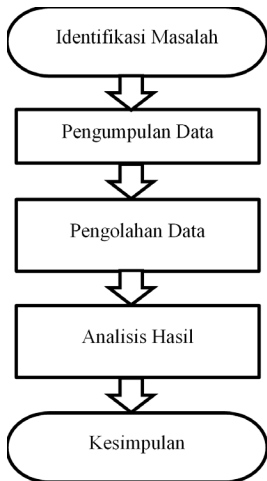 Identifikasi Masalah
Pengumpulan Data
Pengolahan Data
Analisis Hasil
Kesimpulan